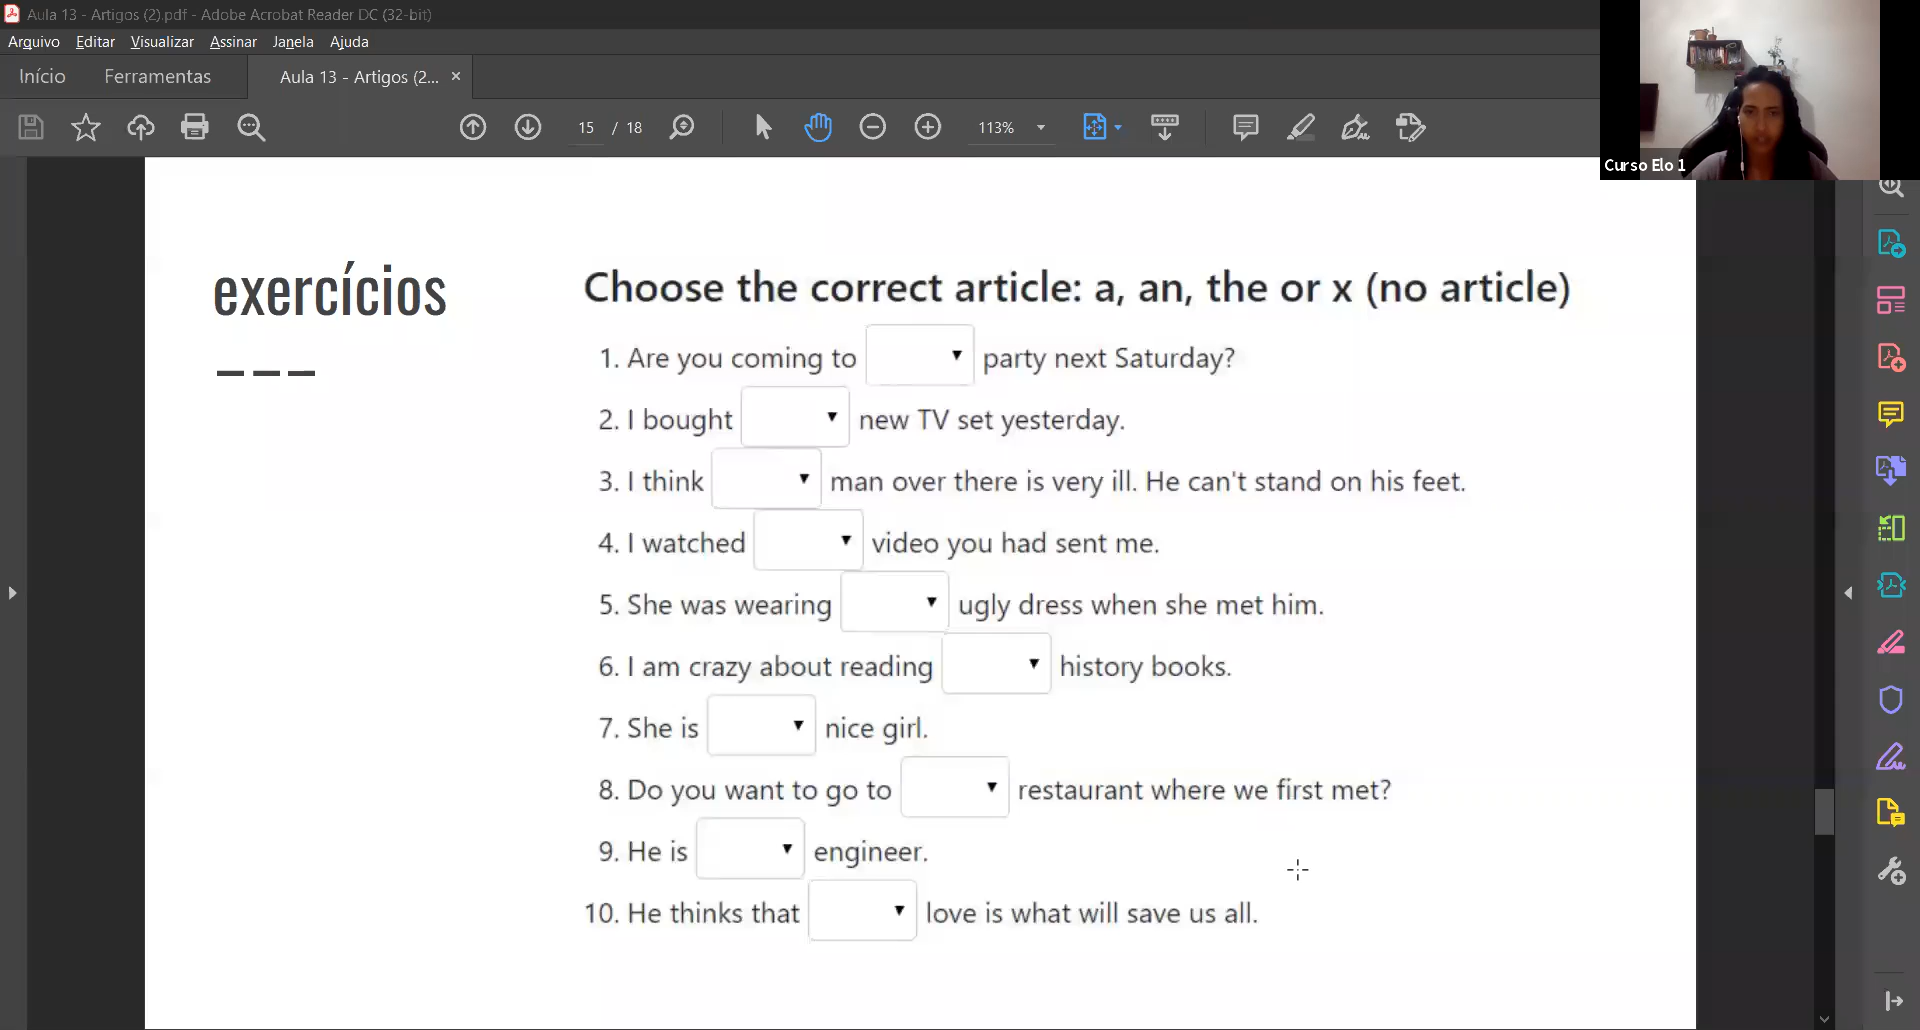 Aula 13 - Artigos (2).pdf - Adobe Acrobat Reader DC (32-bit)
Arquivo Editar Visualizar Assinar Janela Ajuda
Início Ferramentas Aula 13 - Artigos (2... ×
15 / 18 113%
Curso Elo 1
exercícios
Choose the correct article: a, an, the or x (no article)
1. Are you coming to party next Saturday?
2. I bought new TV set yesterday.
3. I think man over there is very ill. He can't stand on his feet.
4. I watched video you had sent me.
5. She was wearing ugly dress when she met him.
6. I am crazy about reading history books.
7. She is nice girl.
8. Do you want to go to restaurant where we first met?
9. He is engineer.
10. He thinks that love is what will save us all.